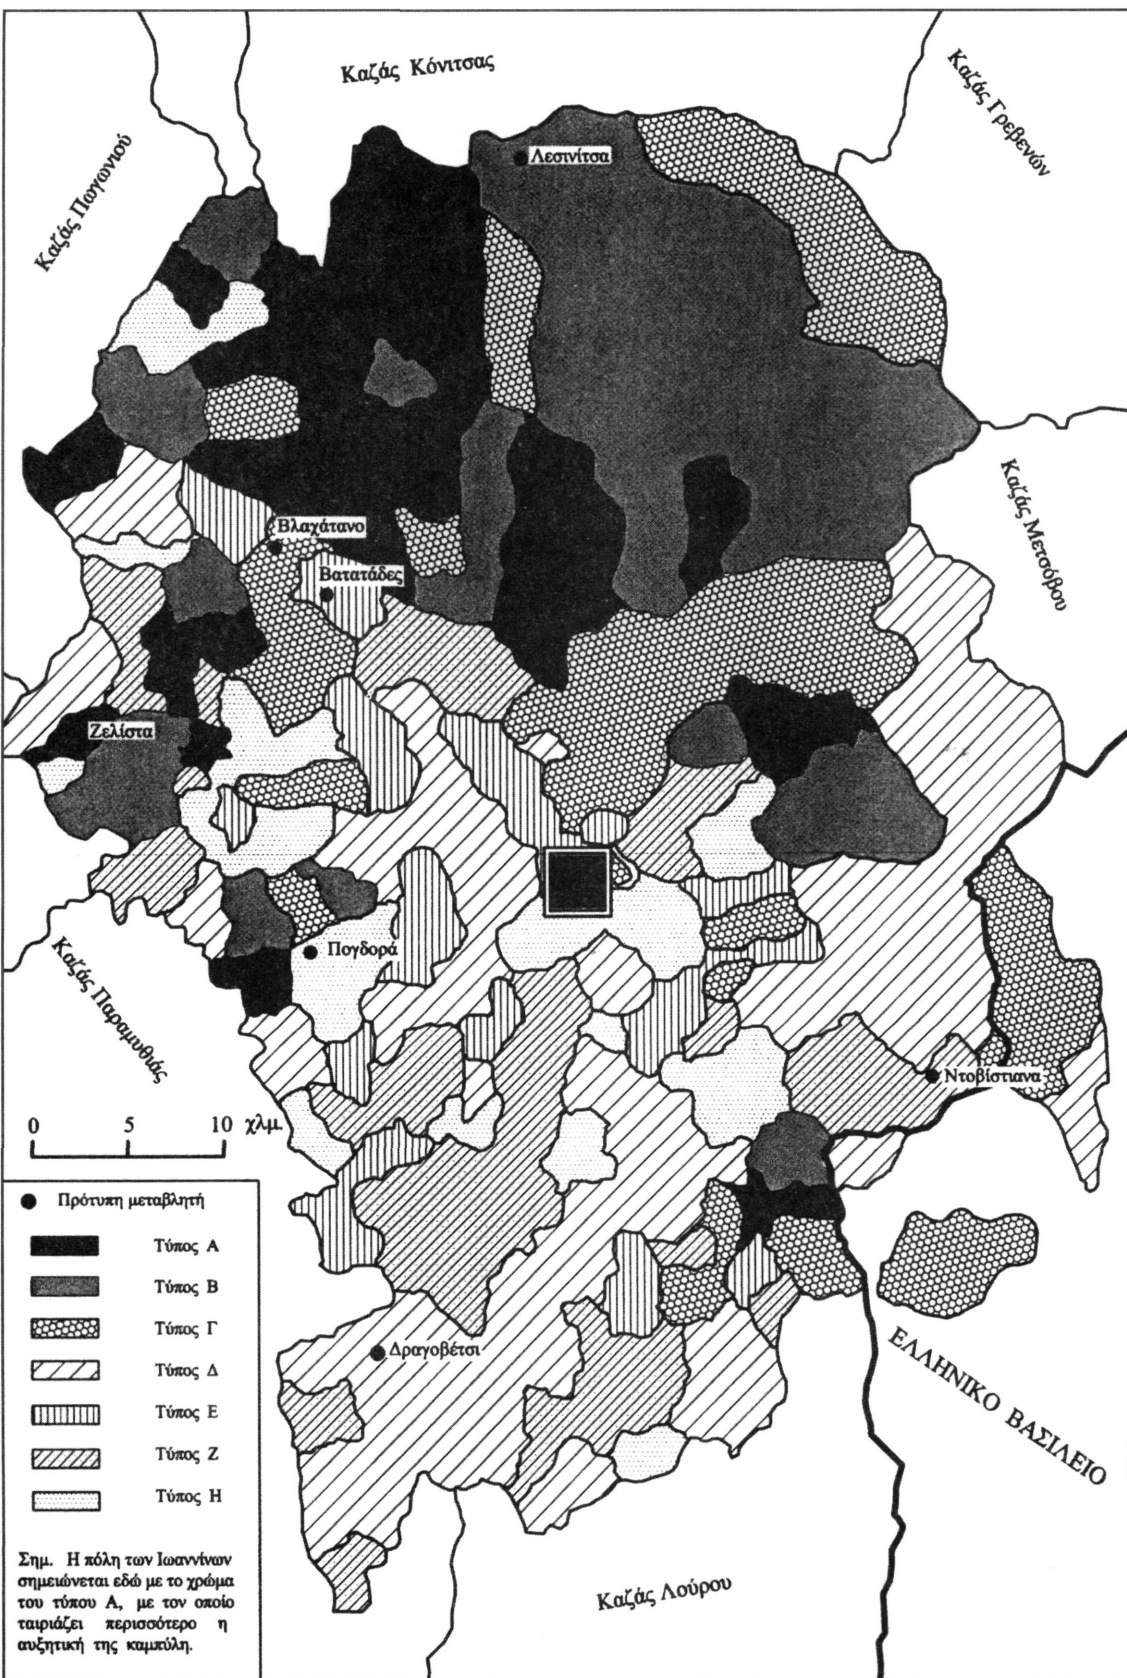 Καζάς Κόνιτσας
Καζάς Γρεβενών
Καζάς Πωγωνιού
Λεσινίτσα
Καζάς Μετσόβου
Βλαχάτανο
Βατατάδες
Ζελίστα
Πογδορά
Καζάς Παραμυθιάς
Ντοβίστιανα
0 5 10 χλμ.
Πρότυπη μεταβλητή
Τύπος Α
Τύπος Β
Τύπος Γ
Τύπος Δ
Τύπος Ε
Τύπος Ζ
Τύπος Η
Δραγοβέτσι
ΕΛΛΗΝΙΚΟ ΒΑΣΙΛΕΙΟ
Σημ. Η πόλη των Ιωαννίνων
σημειώνεται εδώ με το χρώμα
του τύπου Α, με τον οποίο
ταιριάζει περισσότερο η
αυξητική της καμπύλη.
Καζάς Λούρου